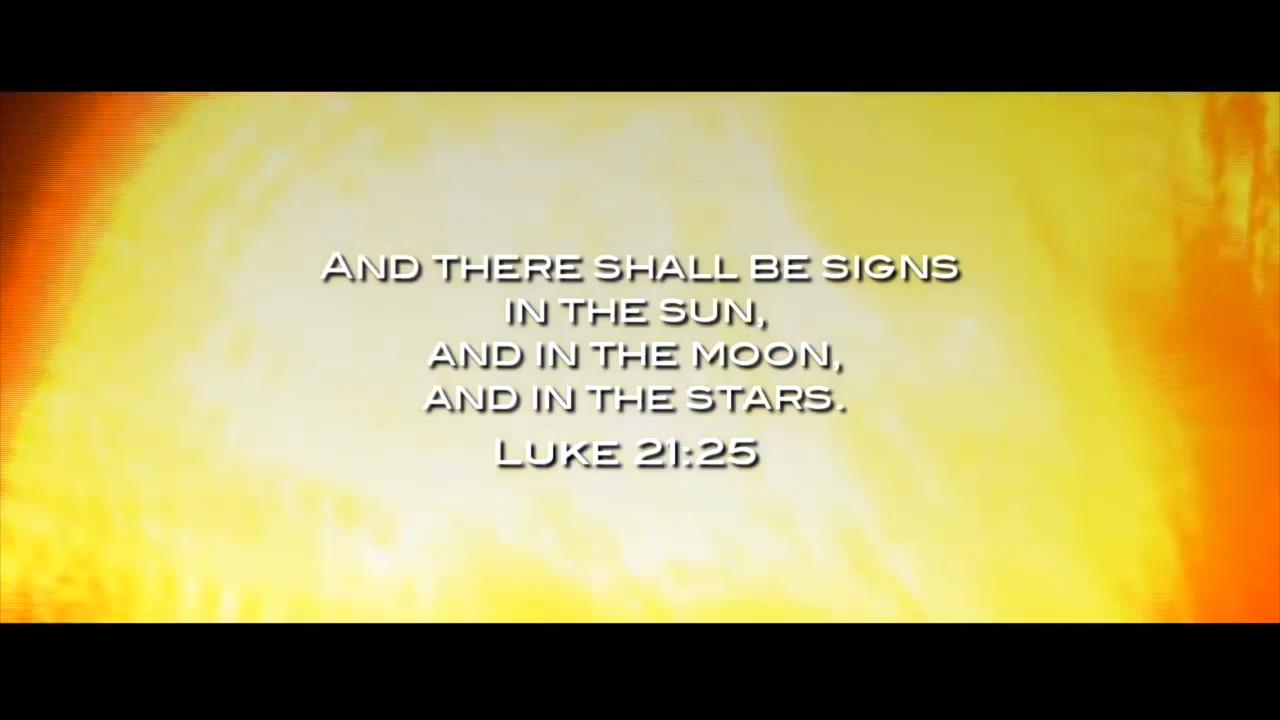 And there shall be signs
in the sun,
and in the moon,
and in the stars.
Luke 21:25